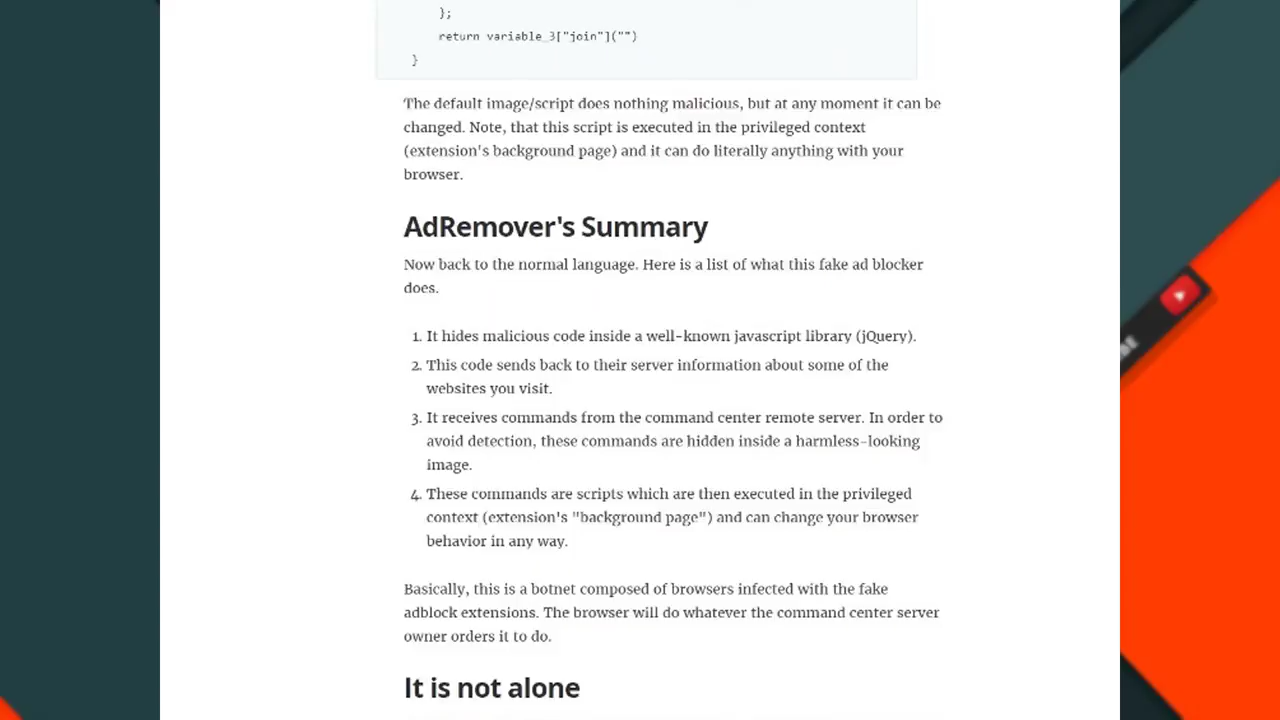 };
return variable_3["join"]("")
}
The default image/script does nothing malicious, but at any moment it can be
changed. Note, that this script is executed in the privileged context
(extension's background page) and it can do literally anything with your
browser.
AdRemover's Summary
Now back to the normal language. Here is a list of what this fake ad blocker
does.
1. It hides malicious code inside a well-known javascript library (jQuery).
2. This code sends back to their server information about some of the
websites you visit.
3. It receives commands from the command center remote server. In order to
avoid detection, these commands are hidden inside a harmless-looking
image.
4. These commands are scripts which are then executed in the privileged
context (extension's "background page") and can change your browser
behavior in any way.
Basically, this is a botnet composed of browsers infected with the fake
adblock extensions. The browser will do whatever the command center server
owner orders it to do.
It is not alone